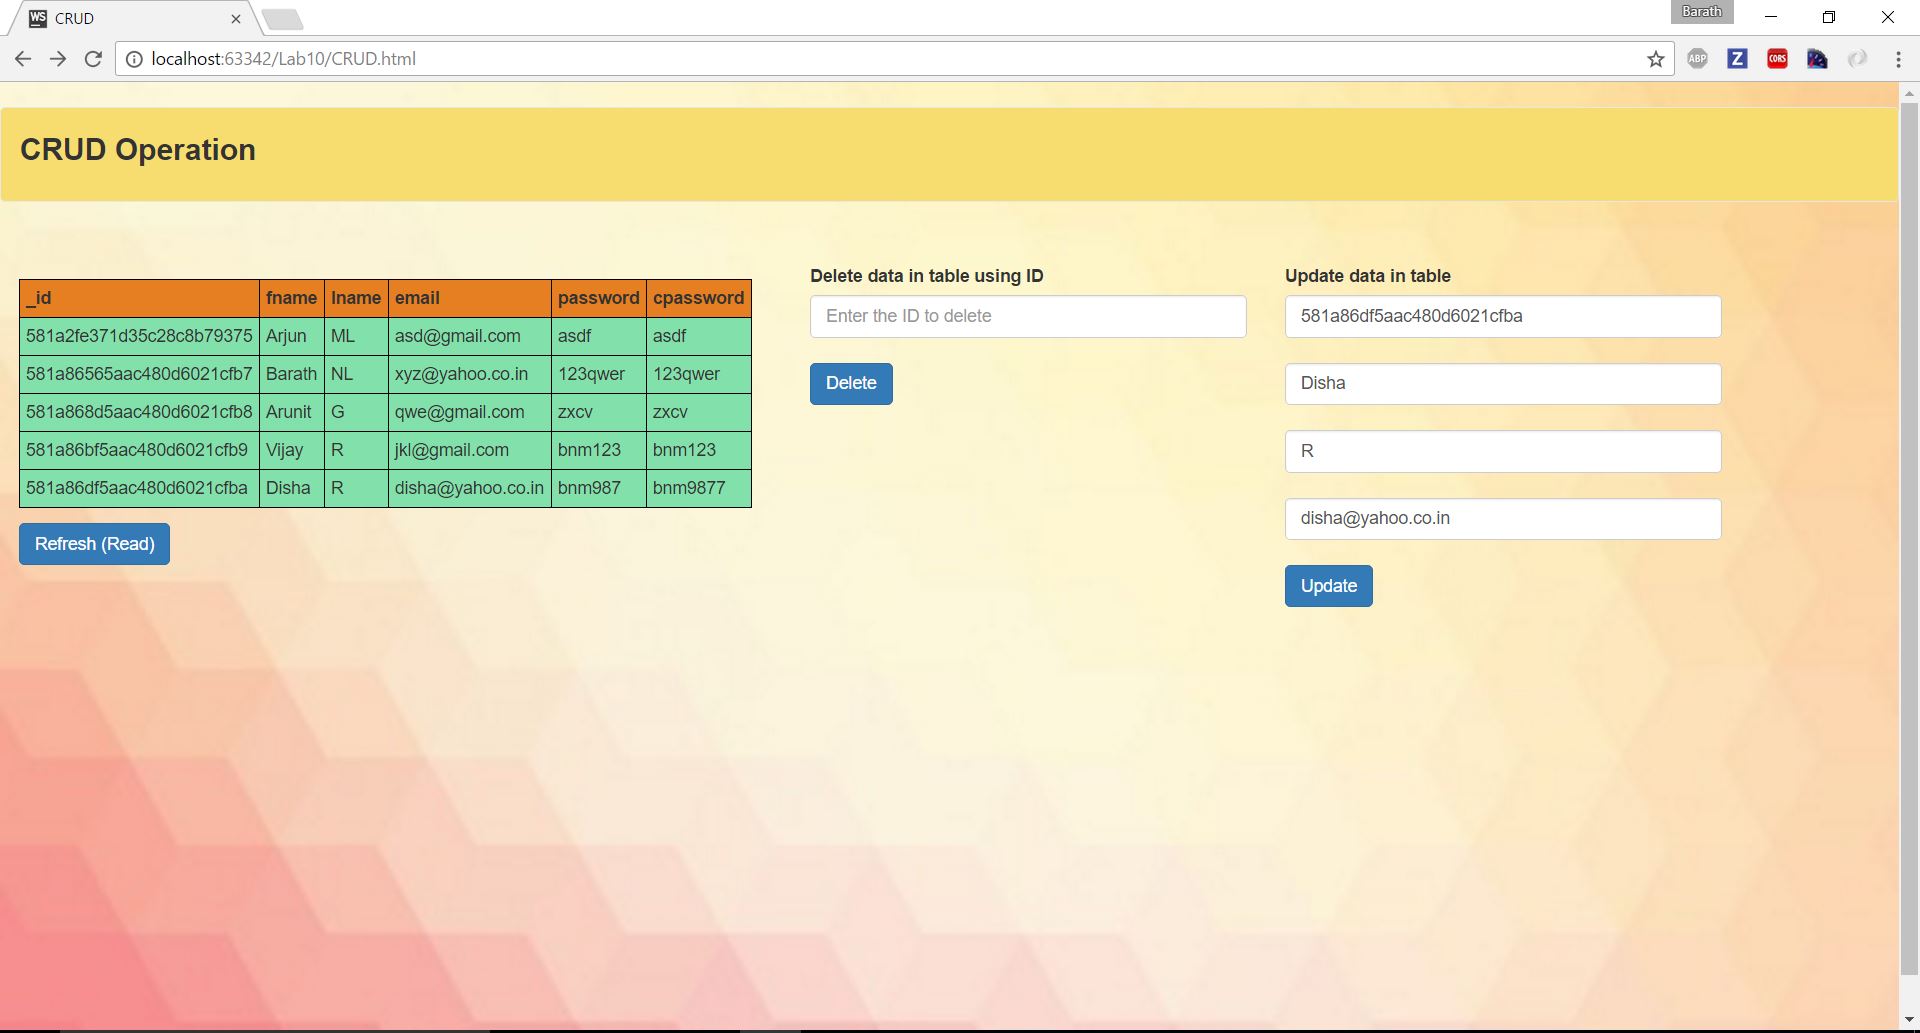 Barath
WS CRUD
localhost:63342/Lab10/CRUD.html
ABP Z CORS
CRUD Operation
_id fname lname email password cpassword
581a2fe371d35c28c8b79375 Arjun ML asd@gmail.com asdf asdf
581a86565aac480d6021cfb7 Barath NL xyz@yahoo.co.in 123qwer 123qwer
581a868d5aac480d6021cfb8 Arunit G qwe@gmail.com zxcv zxcv
581a86bf5aac480d6021cfb9 Vijay R jkl@gmail.com bnm123 bnm123
581a86df5aac480d6021cfba Disha R disha@yahoo.co.in bnm987 bnm9877
Refresh (Read)
Delete data in table using ID
Enter the ID to delete
Delete
Update data in table
581a86df5aac480d6021cfba
Disha
R
disha@yahoo.co.in
Update